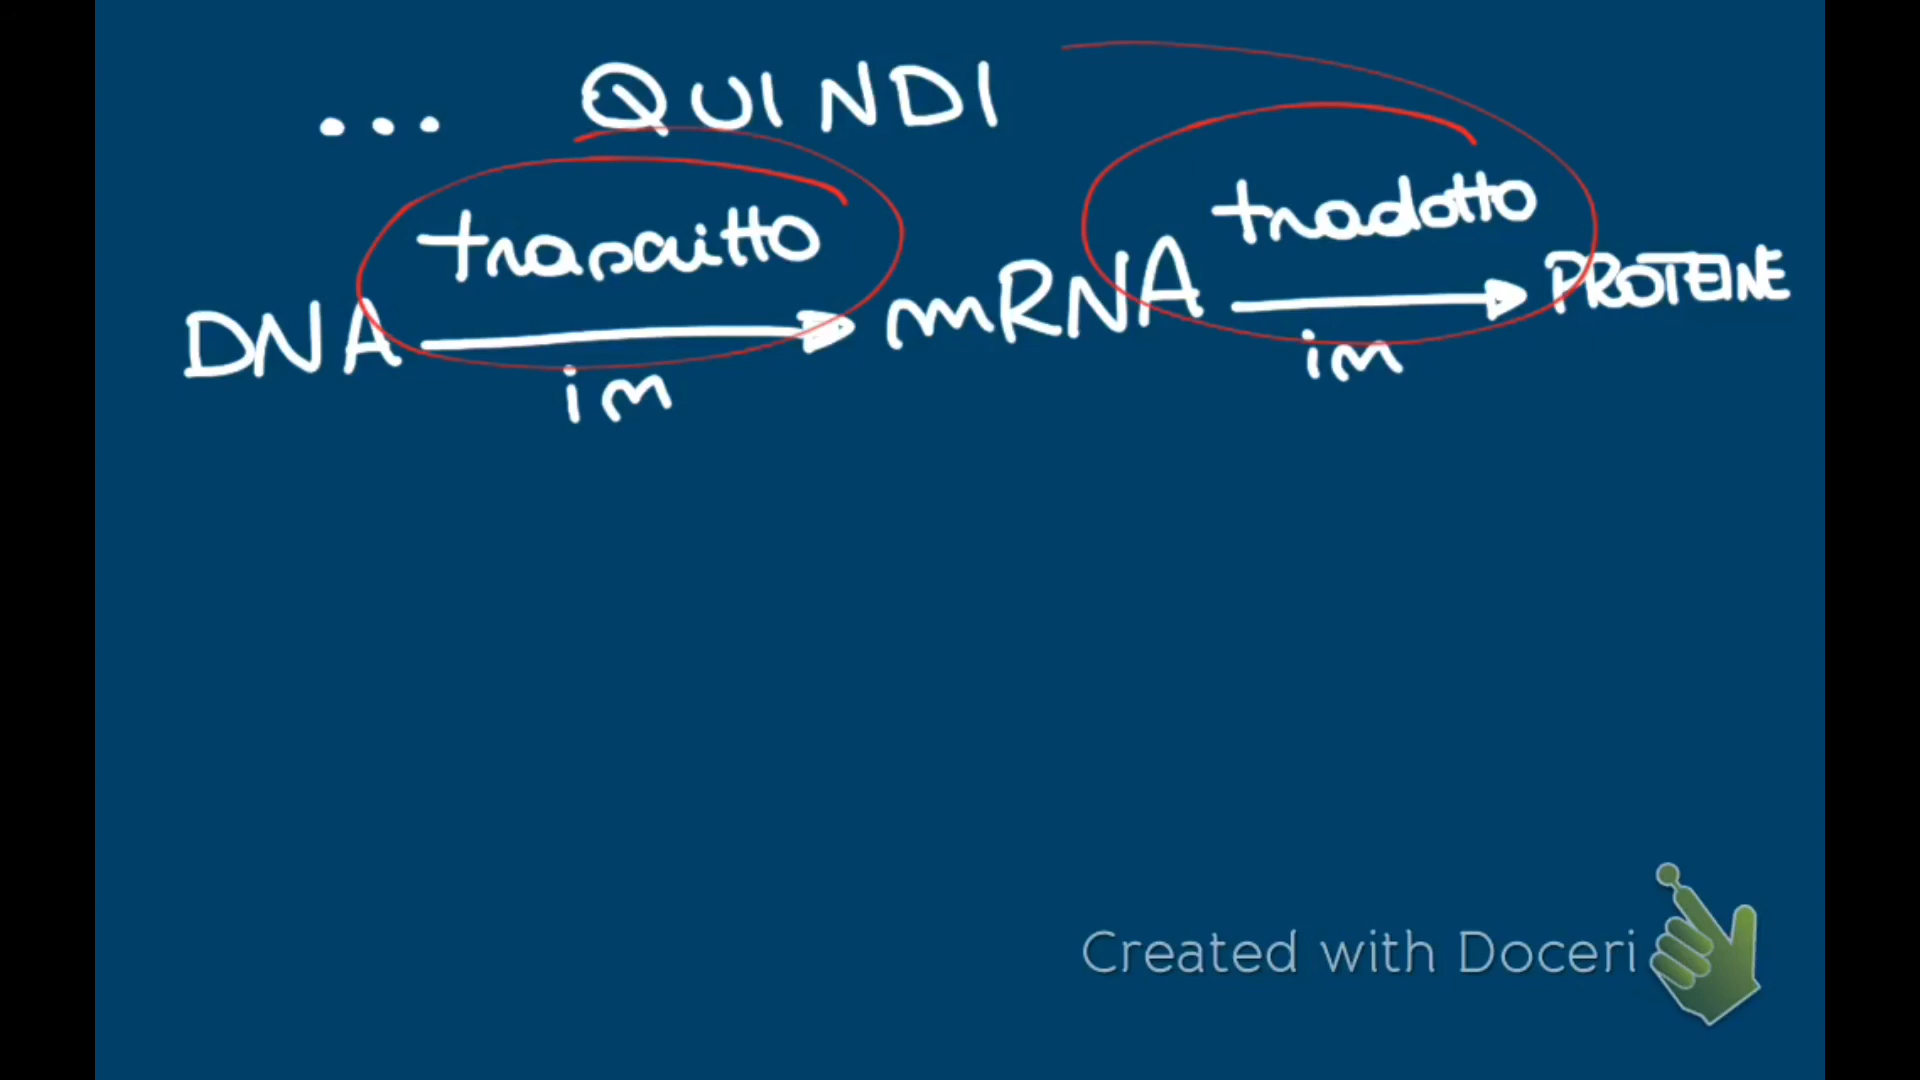 ... QUINDI
trascritto tradotto
DNA → mRNA → PROTEINE
in in
Created with Doceri